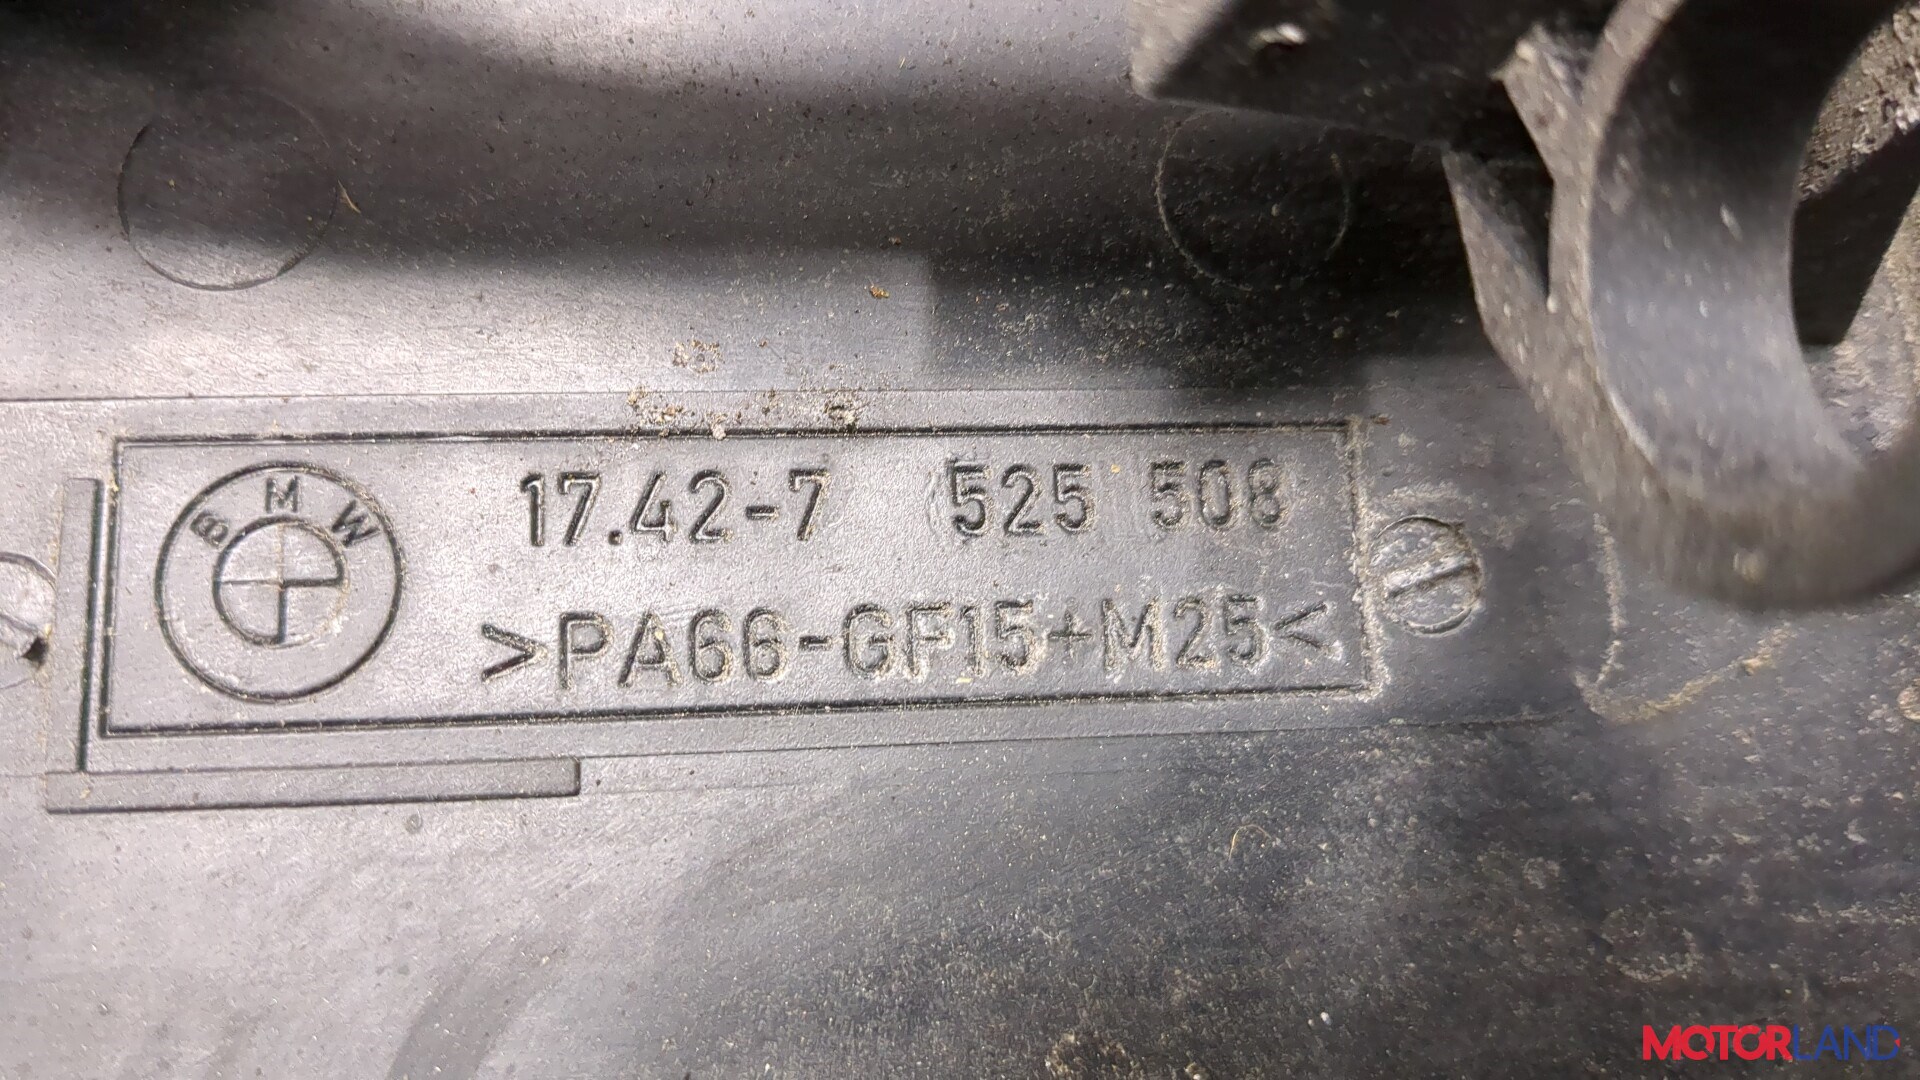 BMW
17.42-7 525 508
>PA66-GF15+M25<
MOTORLAND